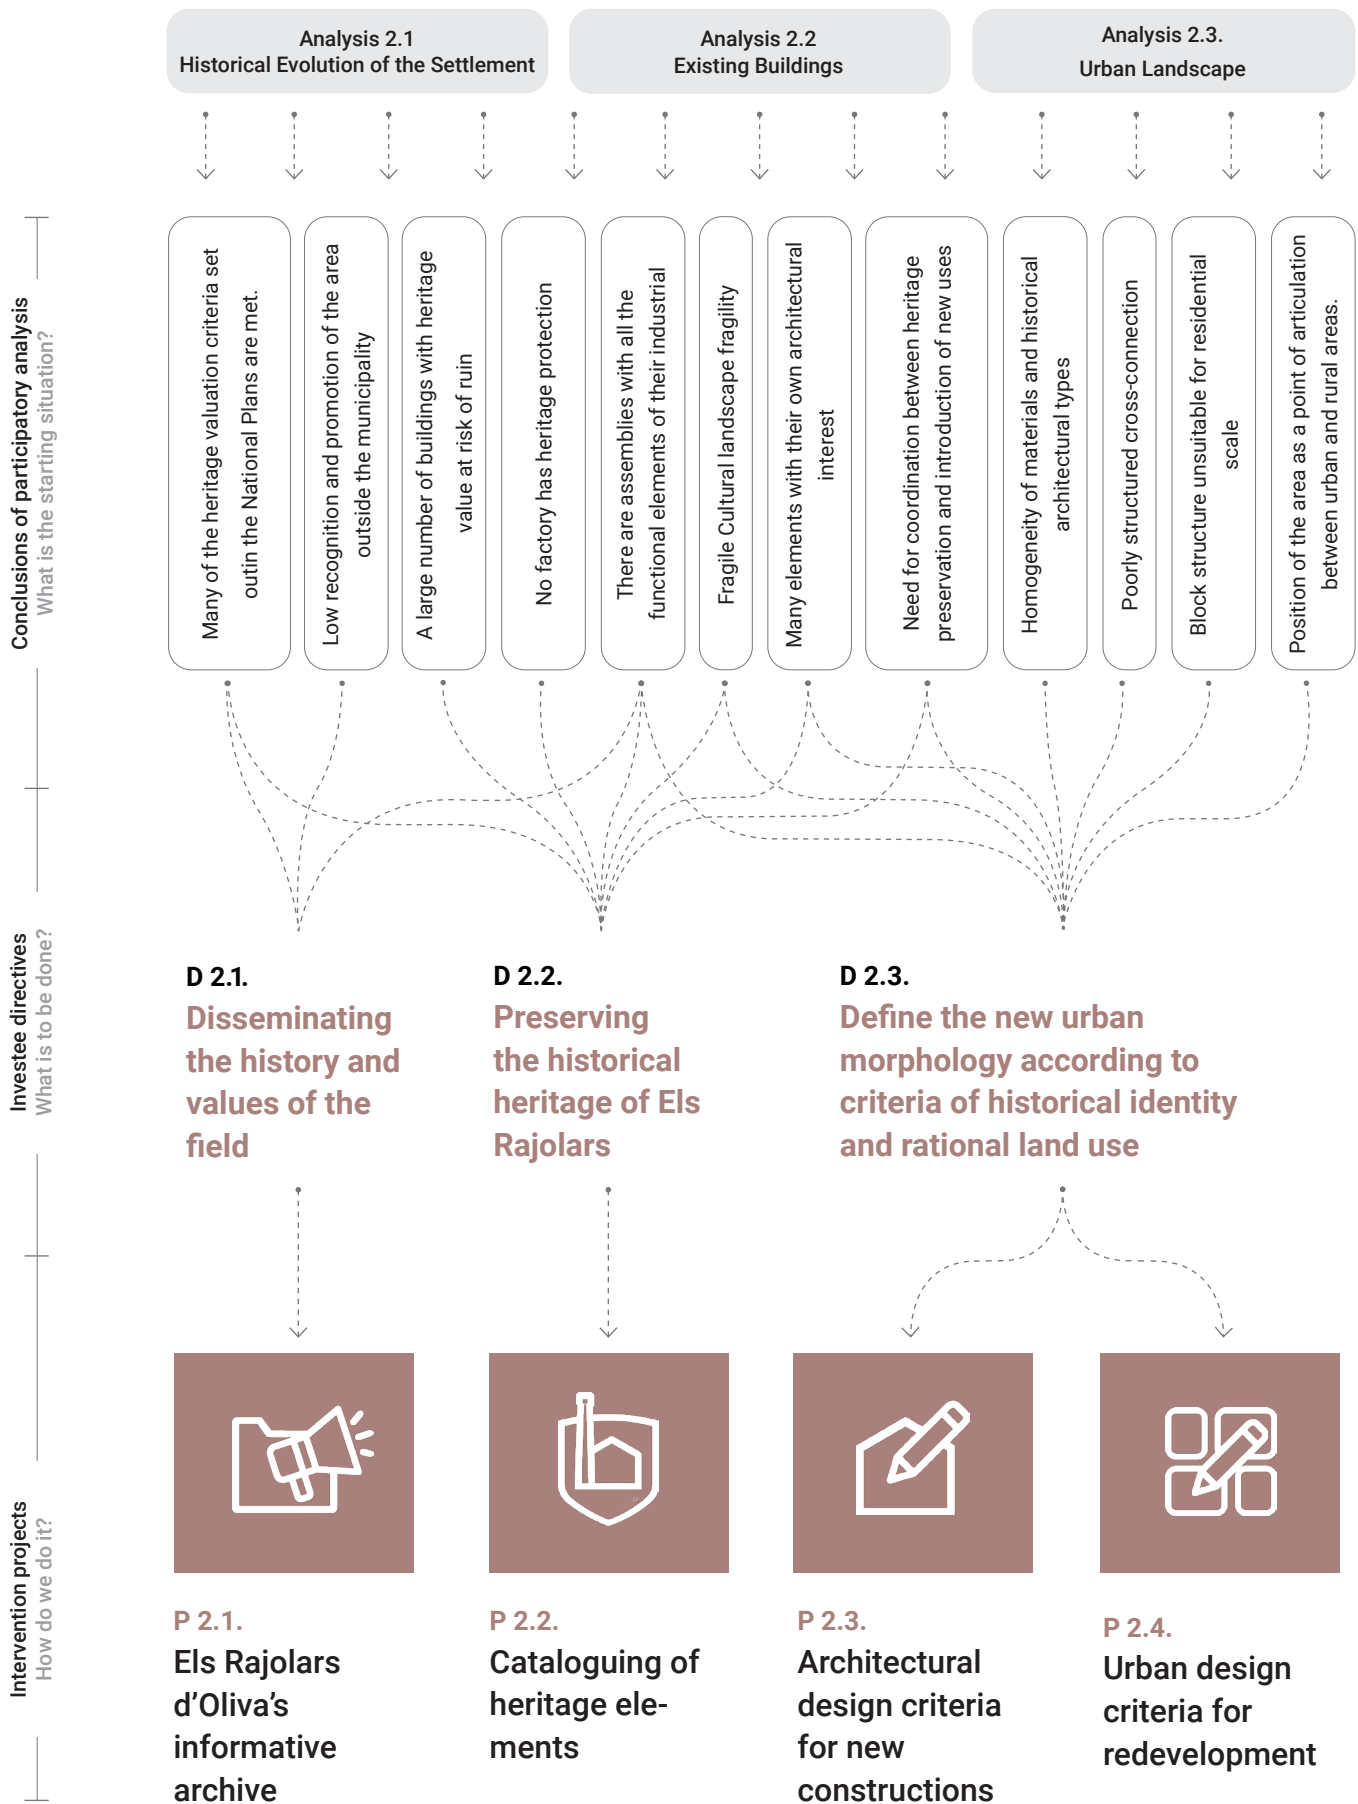 Analysis 2.1
Historical Evolution of the Settlement
Analysis 2.2
Existing Buildings
Analysis 2.3.
Urban Landscape
Conclusions of participatory analysis
What is the starting situation?
Many of the heritage valuation criteria set
outin the National Plans are met.
Low recognition and promotion of the area
outside the municipality
A large number of buildings with heritage
value at risk of ruin
No factory has heritage protection
There are assemblies with all the
functional elements of their industrial
Fragile Cultural landscape fragility
Many elements with their own architectural
interest
Need for coordination between heritage
preservation and introduction of new uses
Homogeneity of materials and historical
architectural types
Poorly structured cross-connection
Block structure unsuitable for residential
scale
Position of the area as a point of articulation
between urban and rural areas.
Investee directives
What is to be done?
D 2.1.
Disseminating
the history and
values of the
field
D 2.2.
Preserving
the historical
heritage of Els
Rajolars
D 2.3.
Define the new urban
morphology according to
criteria of historical identity
and rational land use
Intervention projects
How do we do it?
P 2.1.
Els Rajolars
d’Oliva’s
informative
archive
P 2.2.
Cataloguing of
heritage ele-
ments
P 2.3.
Architectural
design criteria
for new
constructions
P 2.4.
Urban design
criteria for
redevelopment